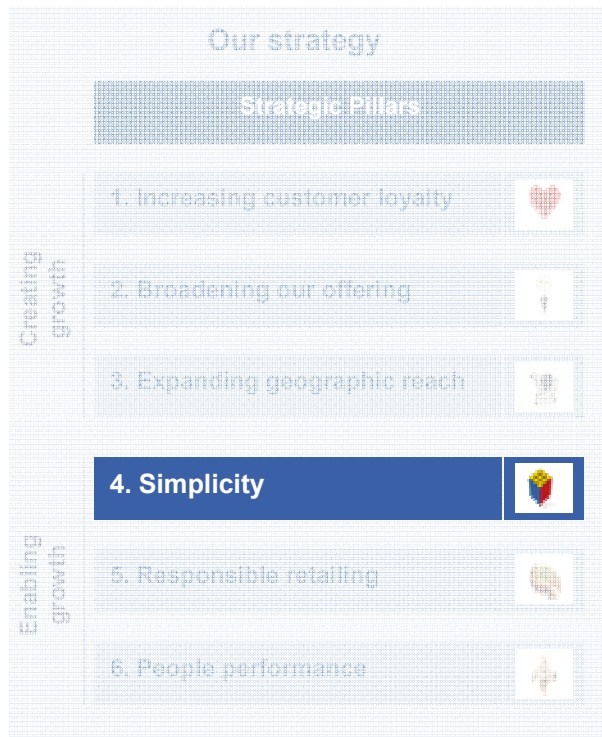 Our strategy
Strategic Pillars
1. Increasing customer loyalty
2. Broadening our offering
3. Expanding geographic reach
Creating
growth
4. Simplicity
5. Responsible retailing
6. People performance
Enabling
growth